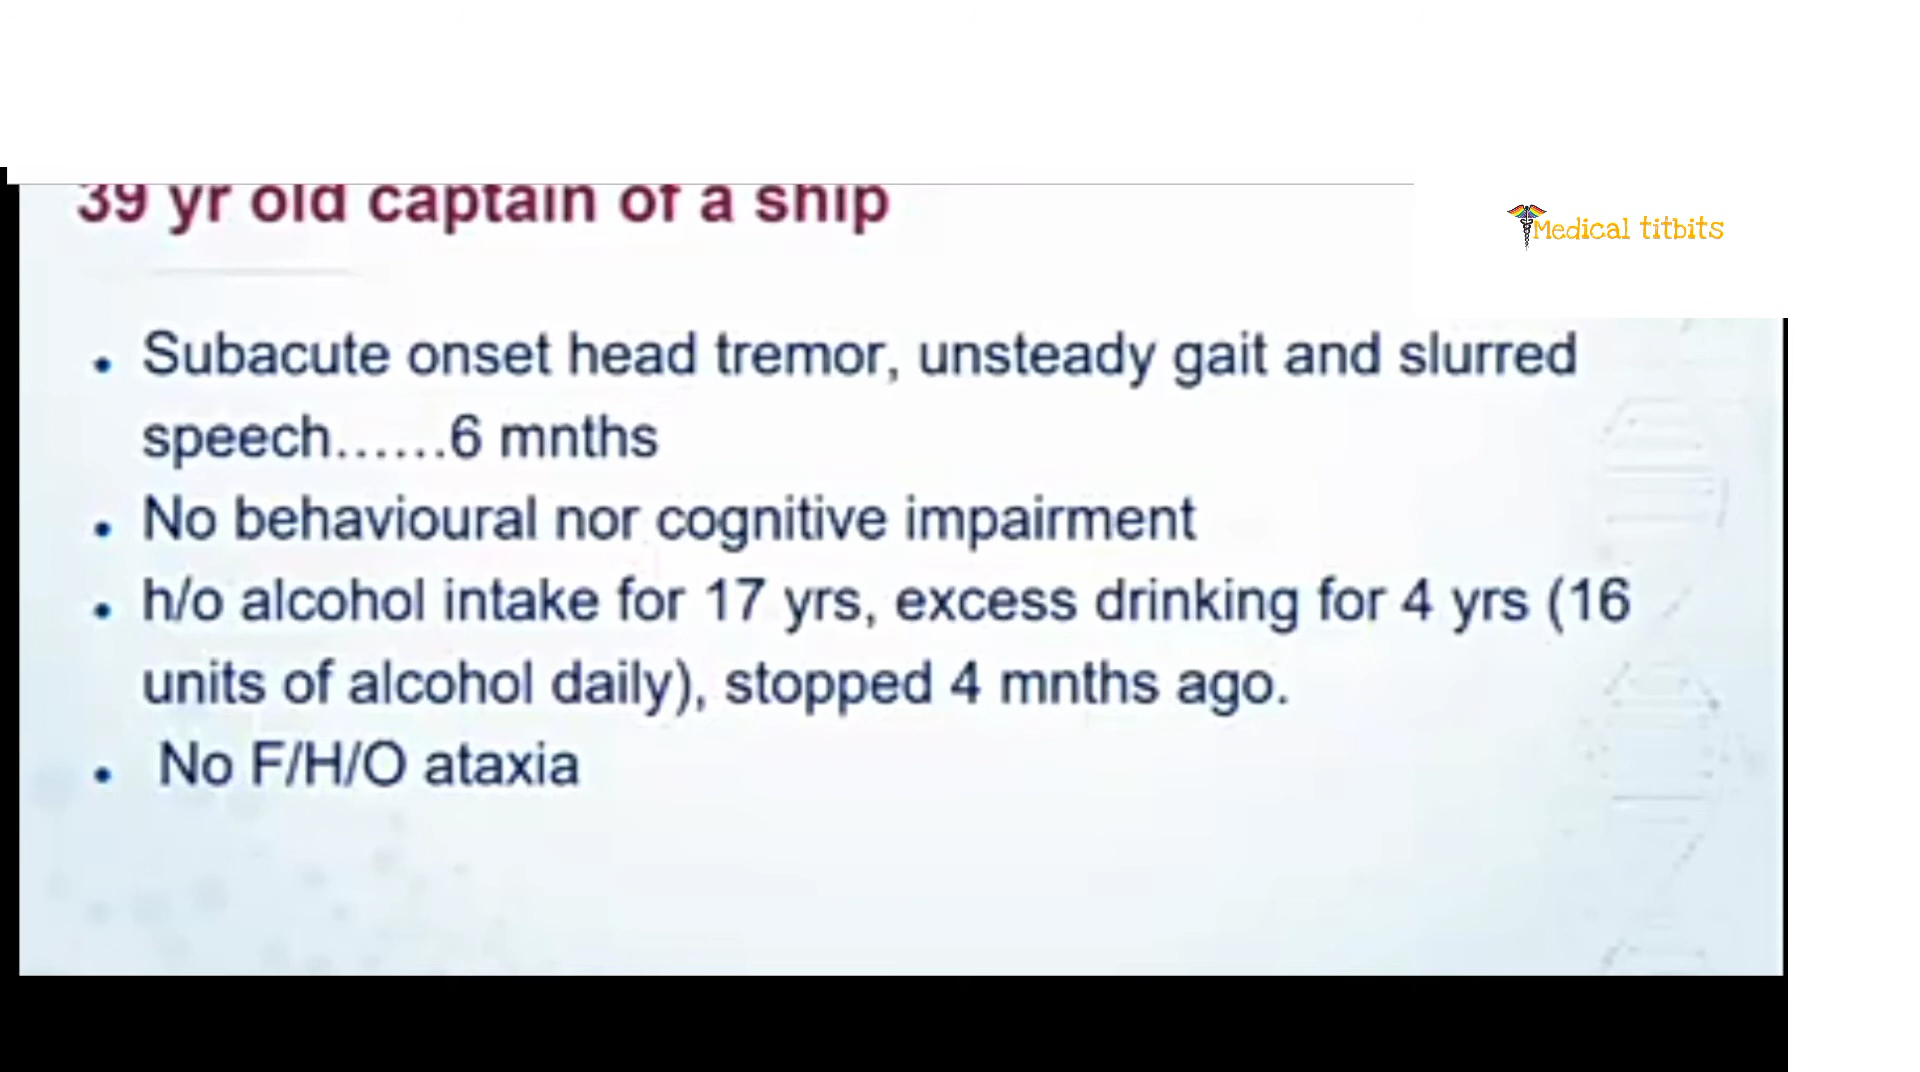 39 yr old captain of a ship
Medical titbits
• Subacute onset head tremor, unsteady gait and slurred
speech......6 mnths
• No behavioural nor cognitive impairment
• h/o alcohol intake for 17 yrs, excess drinking for 4 yrs (16
units of alcohol daily), stopped 4 mnths ago.
• No F/H/O ataxia